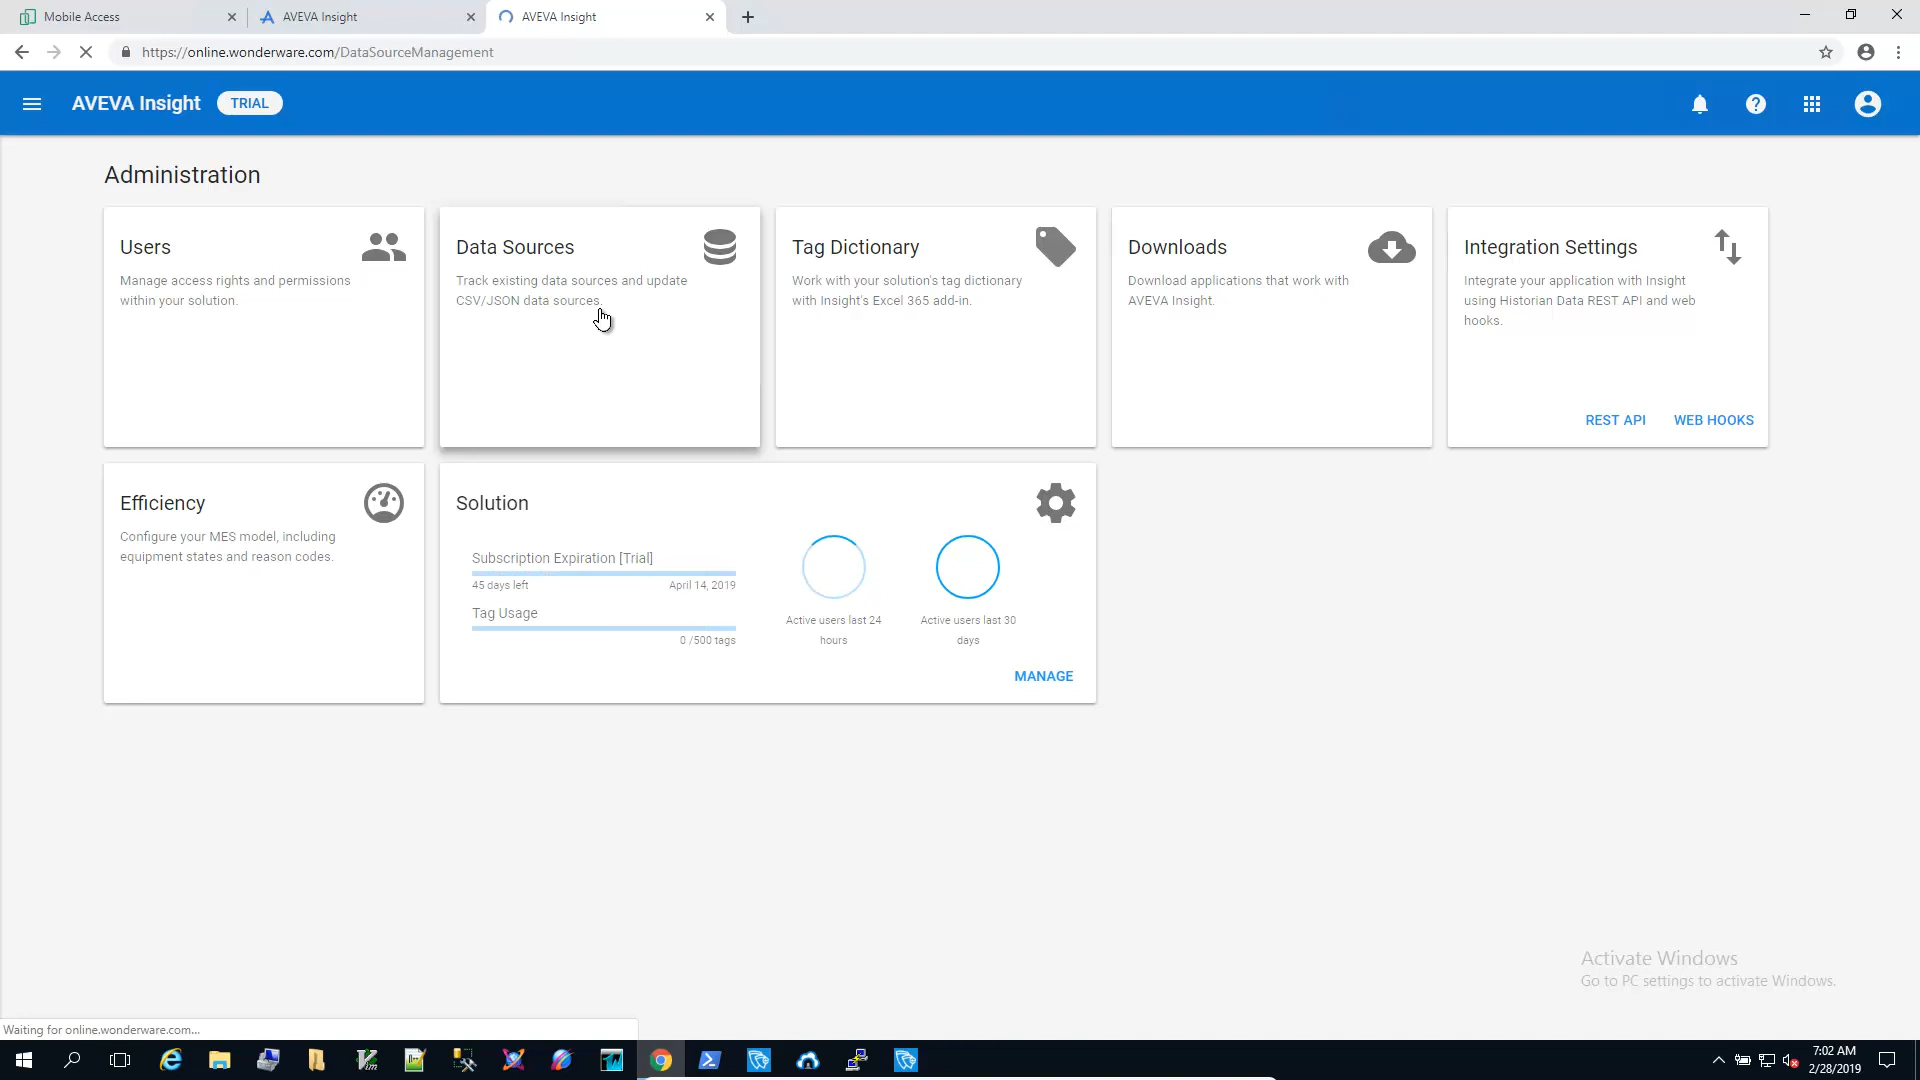 Mobile Access
AVEVA Insight
AVEVA Insight
https://online.wonderware.com/DataSourceManagement
AVEVA Insight TRIAL
Administration
Users
Manage access rights and permissions
within your solution.
Data Sources
Track existing data sources and update
CSV/JSON data sources.
Tag Dictionary
Work with your solution's tag dictionary
with Insight's Excel 365 add-in.
Downloads
Download applications that work with
AVEVA Insight.
Integration Settings
Integrate your application with Insight
using Historian Data REST API and web
hooks.
REST API WEB HOOKS
Efficiency
Configure your MES model, including
equipment states and reason codes.
Solution
Subscription Expiration [Trial]
45 days left April 14, 2019
Tag Usage
0 /500 tags
Active users last 24
hours
Active users last 30
days
MANAGE
Activate Windows
Go to PC settings to activate Windows.
Waiting for online.wonderware.com...
7:02 AM
2/28/2019